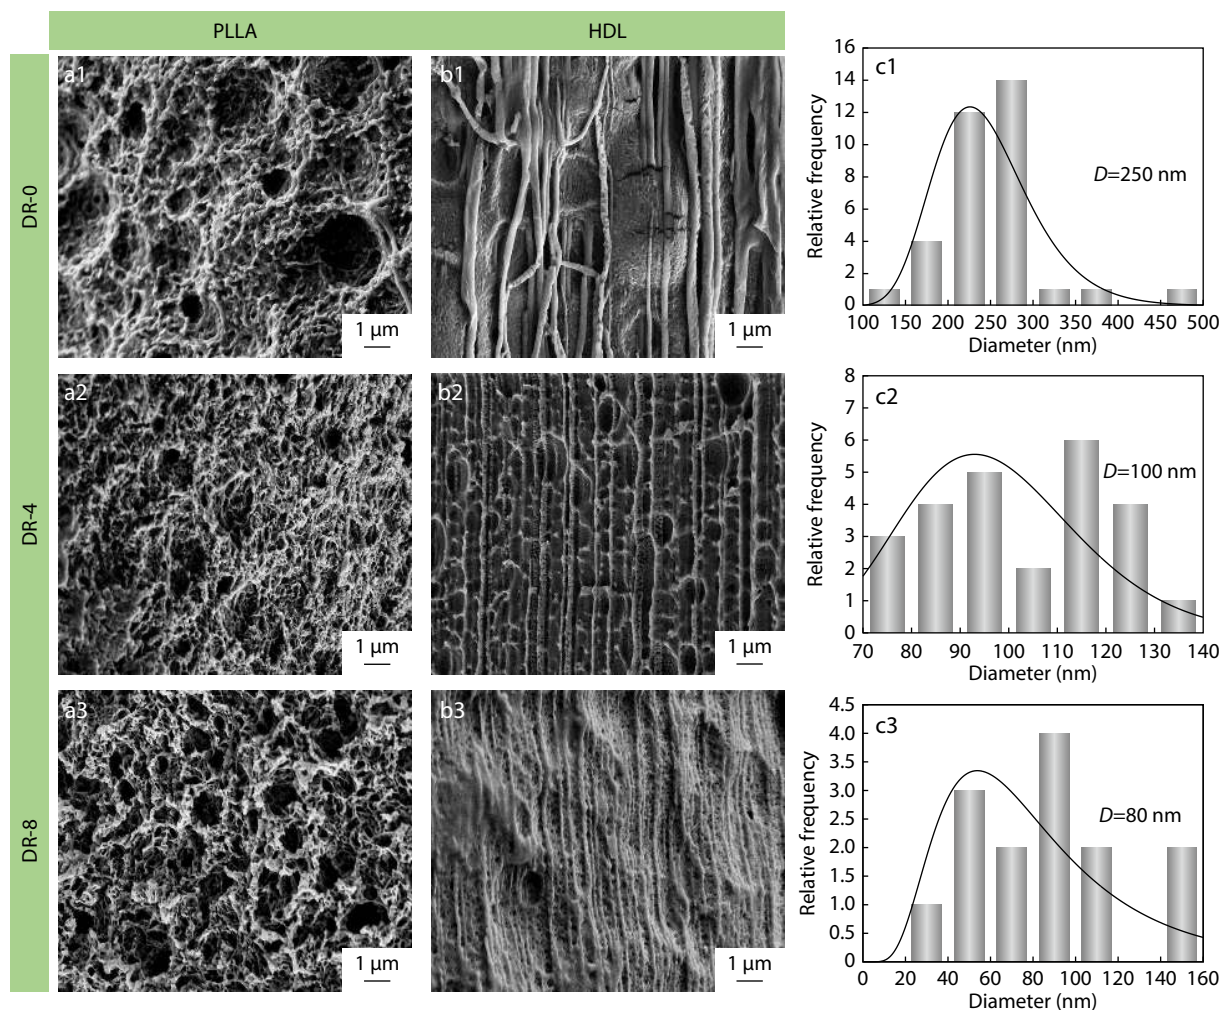 PLLA
HDL
DR-0
DR-4
DR-8
a1
1 μm
b1
1 μm
c1
Relative frequency
16
14
12
10
8
6
4
2
0
D=250 nm
100 150 200 250 300 350 400 450 500
Diameter (nm)
a2
1 μm
b2
1 μm
c2
Relative frequency
8
7
6
5
4
3
2
1
0
D=100 nm
70 80 90 100 110 120 130 140
Diameter (nm)
a3
1 μm
b3
1 μm
c3
Relative frequency
4.5
4.0
3.5
3.0
2.5
2.0
1.5
1.0
0.5
0
D=80 nm
0 20 40 60 80 100 120 140 160
Diameter (nm)